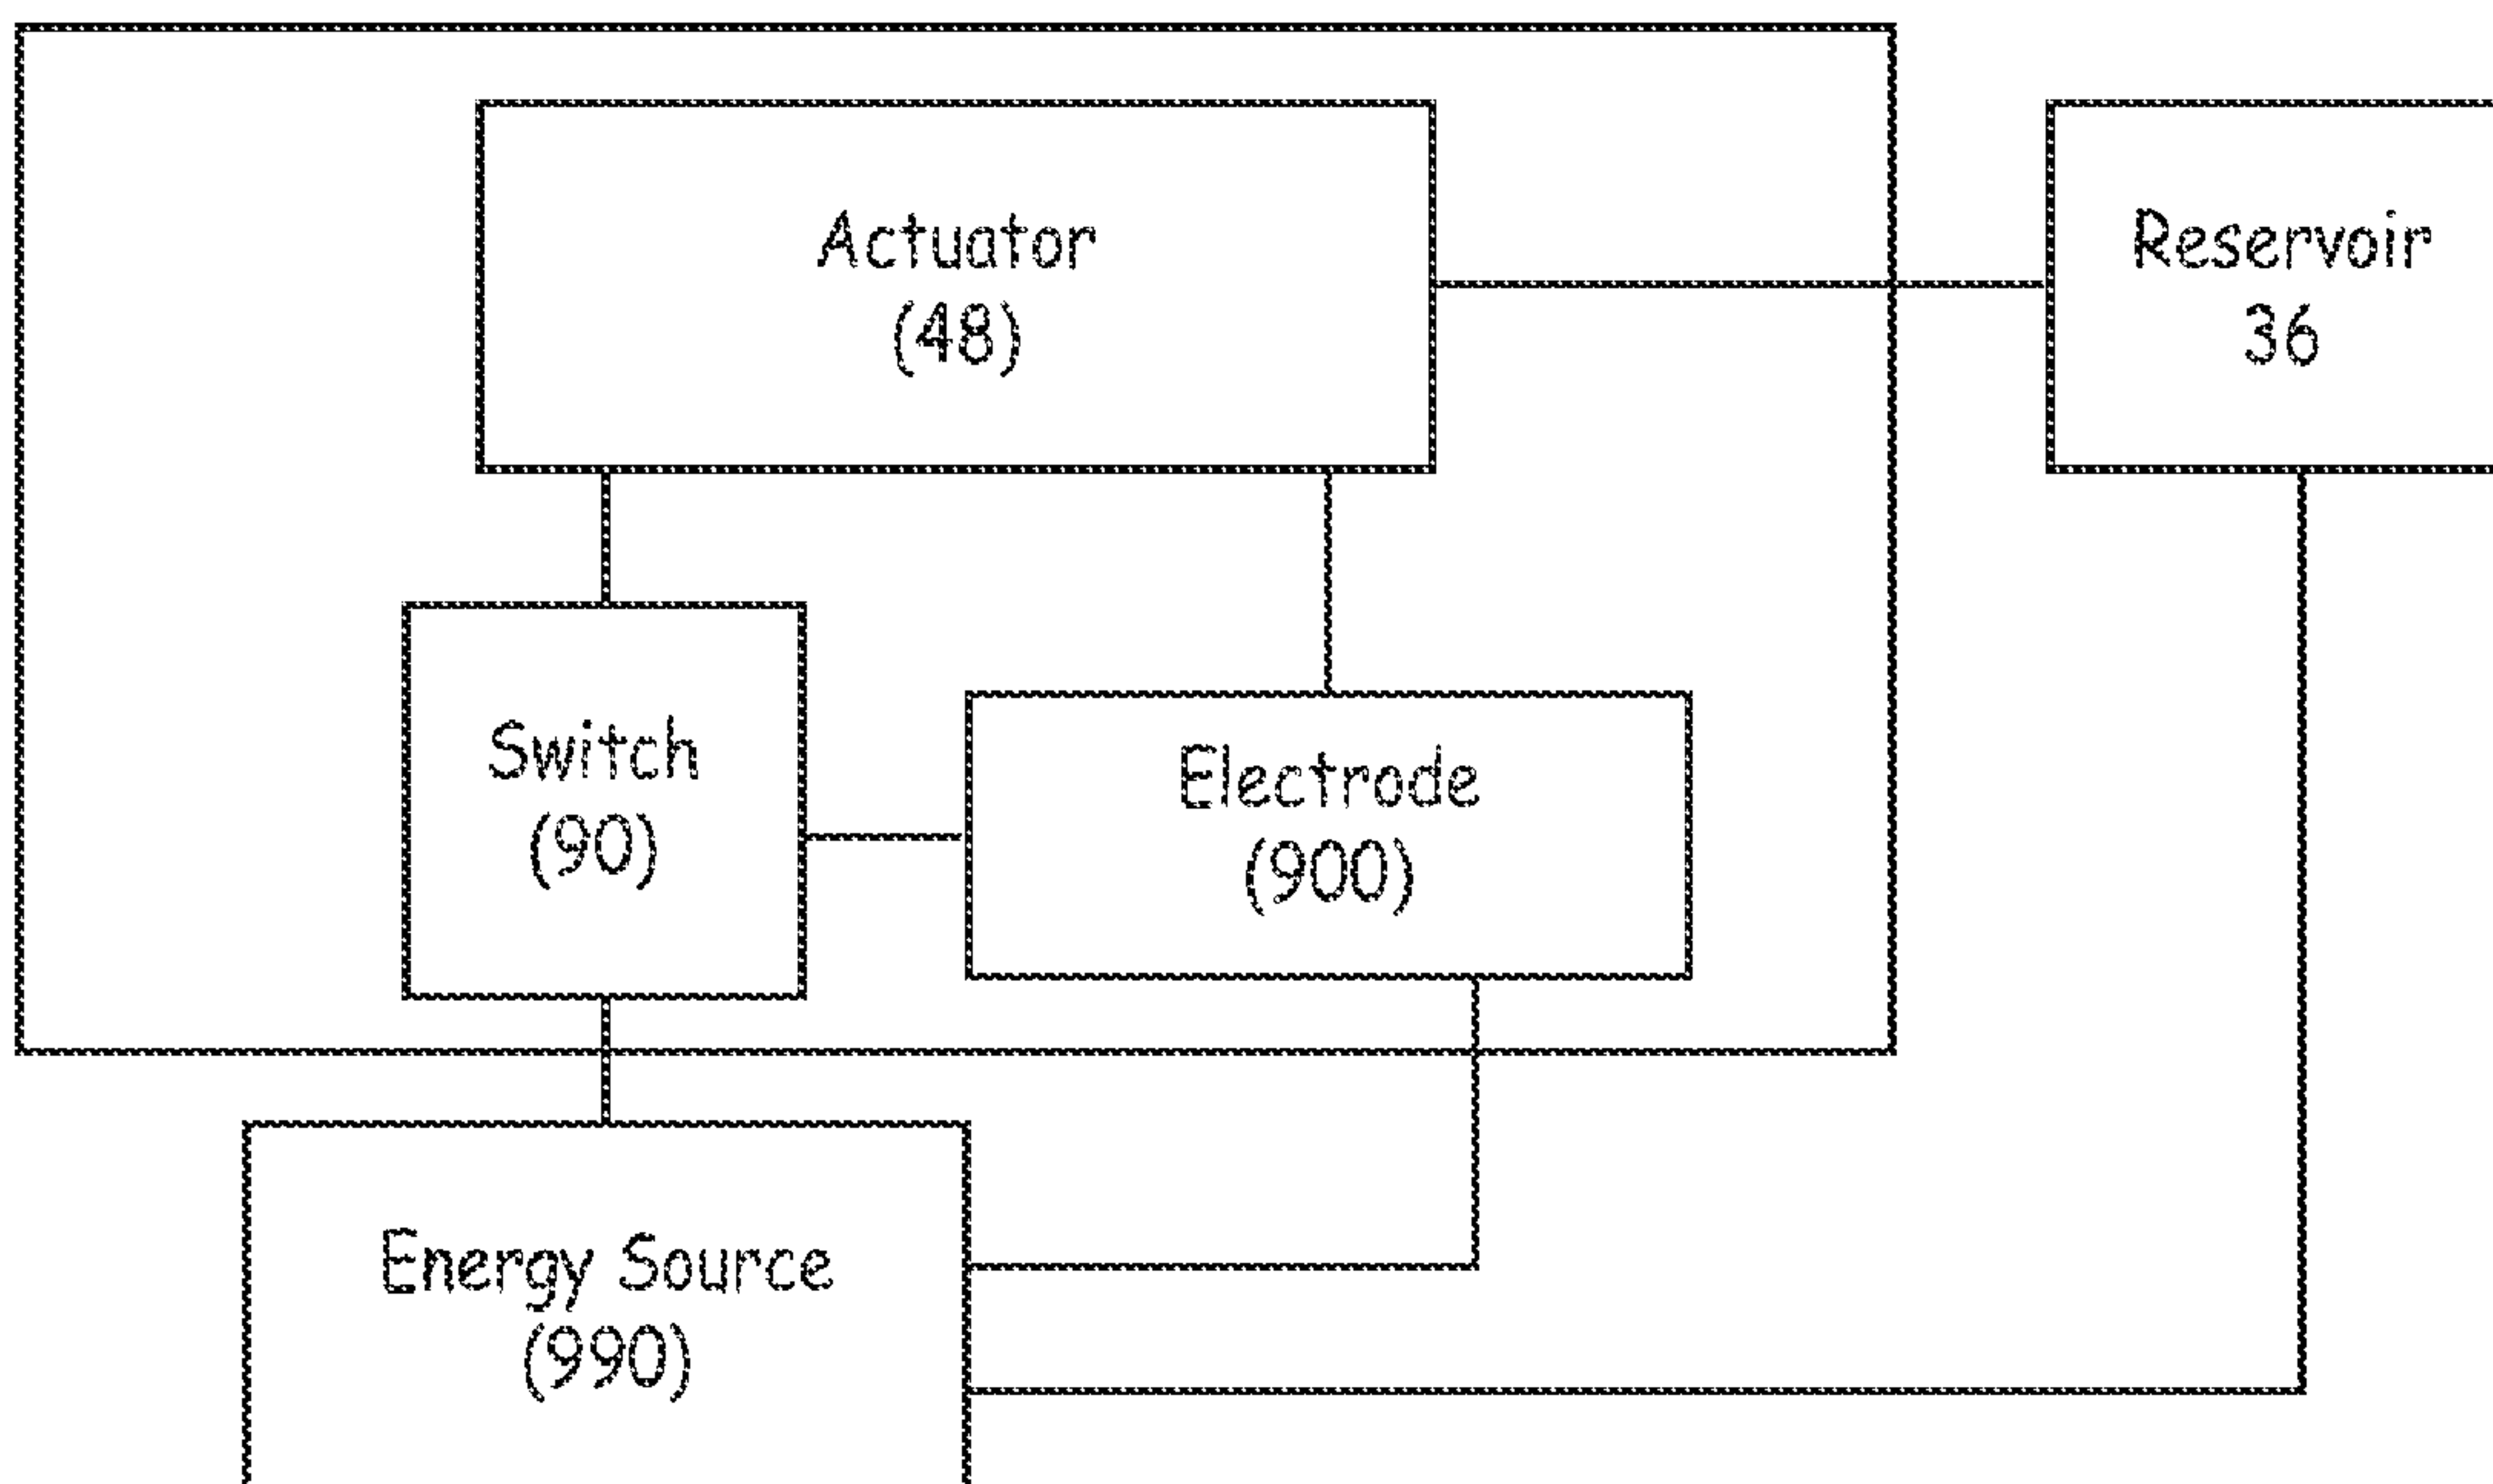 Actuator
(48)
Reservoir
36
Switch
(90)
Electrode
(900)
Energy Source
(990)